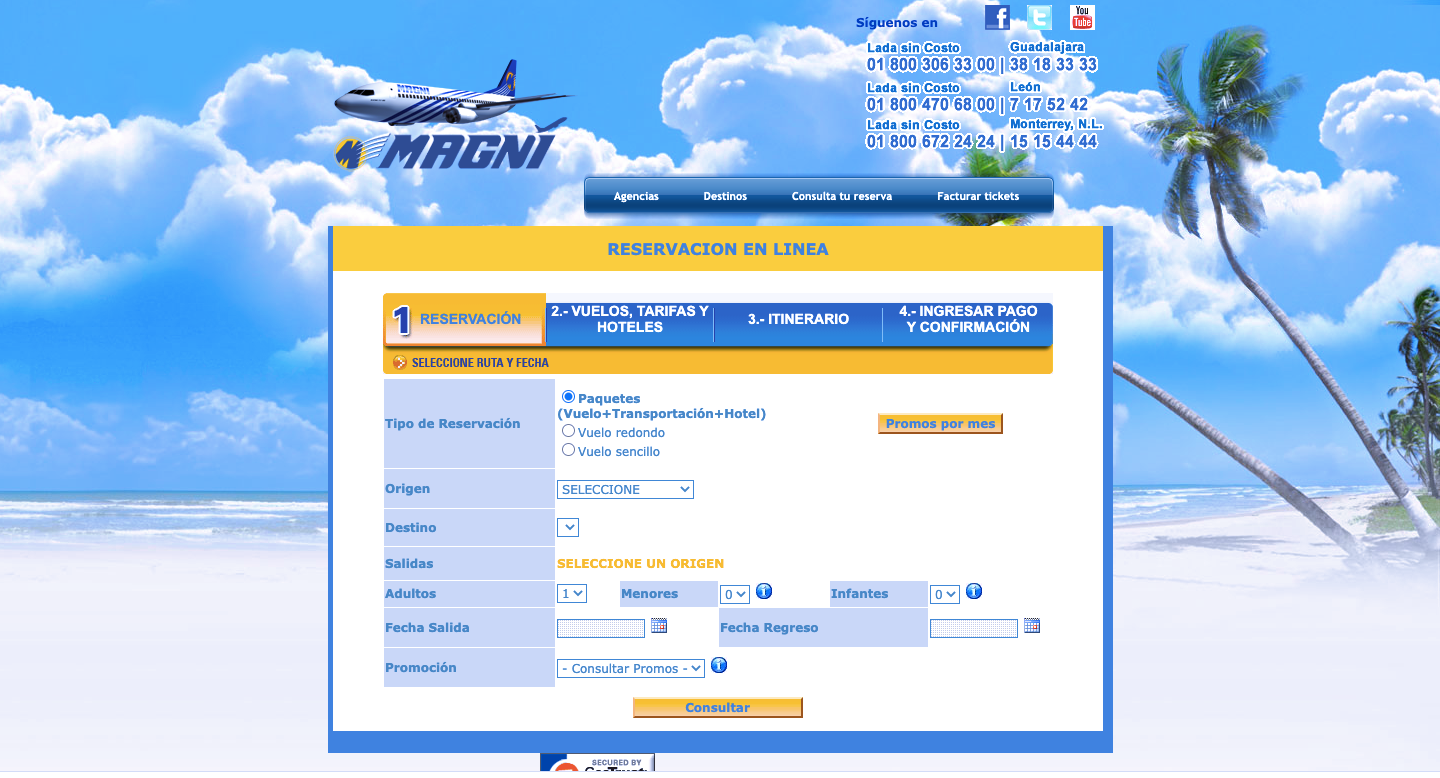 Síguenos en
You
Tube
Lada sin Costo Guadalajara
01 800 306 33 00 | 38 18 33 33
Lada sin Costo León
01 800 470 68 00 | 7 17 52 42
Lada sin Costo Monterrey, N.L.
01 800 672 24 24 | 15 15 44 44
MAGNI
MAGNI
Agencias Destinos Consulta tu reserva Facturar tickets
RESERVACION EN LINEA
1 RESERVACIÓN
2.- VUELOS, TARIFAS Y
HOTELES
3.- ITINERARIO
4.- INGRESAR PAGO
Y CONFIRMACIÓN
SELECCIONE RUTA Y FECHA
Tipo de Reservación
Paquetes
(Vuelo+Transportación+Hotel)
Vuelo redondo
Vuelo sencillo
Promos por mes
Origen SELECCIONE
Destino
Salidas SELECCIONE UN ORIGEN
Adultos 1 Menores 0 Infantes 0
Fecha Salida Fecha Regreso
Promoción - Consultar Promos -
Consultar
SECURED BY